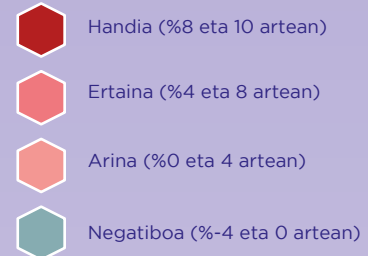 Handia (%8 eta 10 artean)
Ertaina (%4 eta 8 artean)
Arina (%0 eta 4 artean)
Negatiboa (%-4 eta 0 artean)